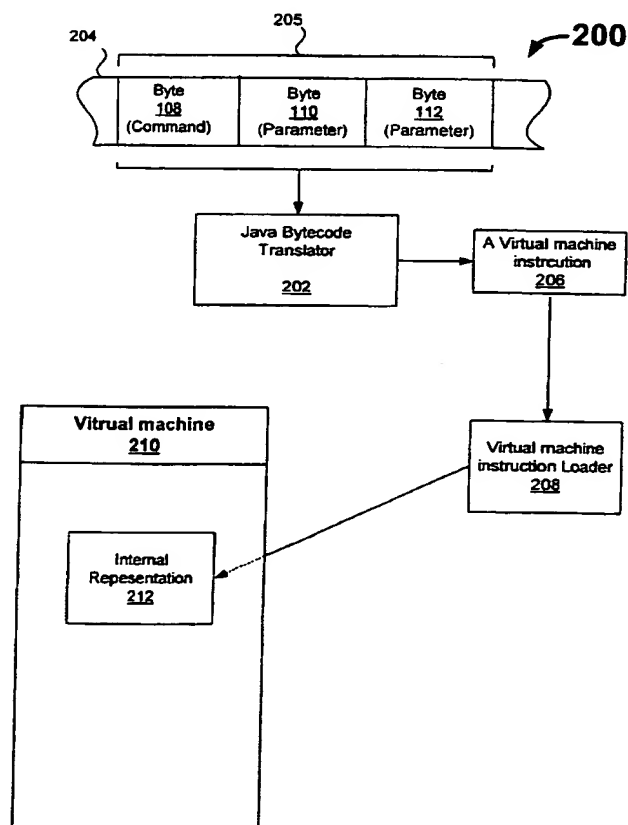 205
204
200
Byte
108
(Command)
Byte
110
(Parameter)
Byte
112
(Parameter)
Java Bytecode
Translator
202
A Virtual machine
instrcution
206
Vitrual machine
210
Virtual machine
instruction Loader
208
Internal
Repesentation
212